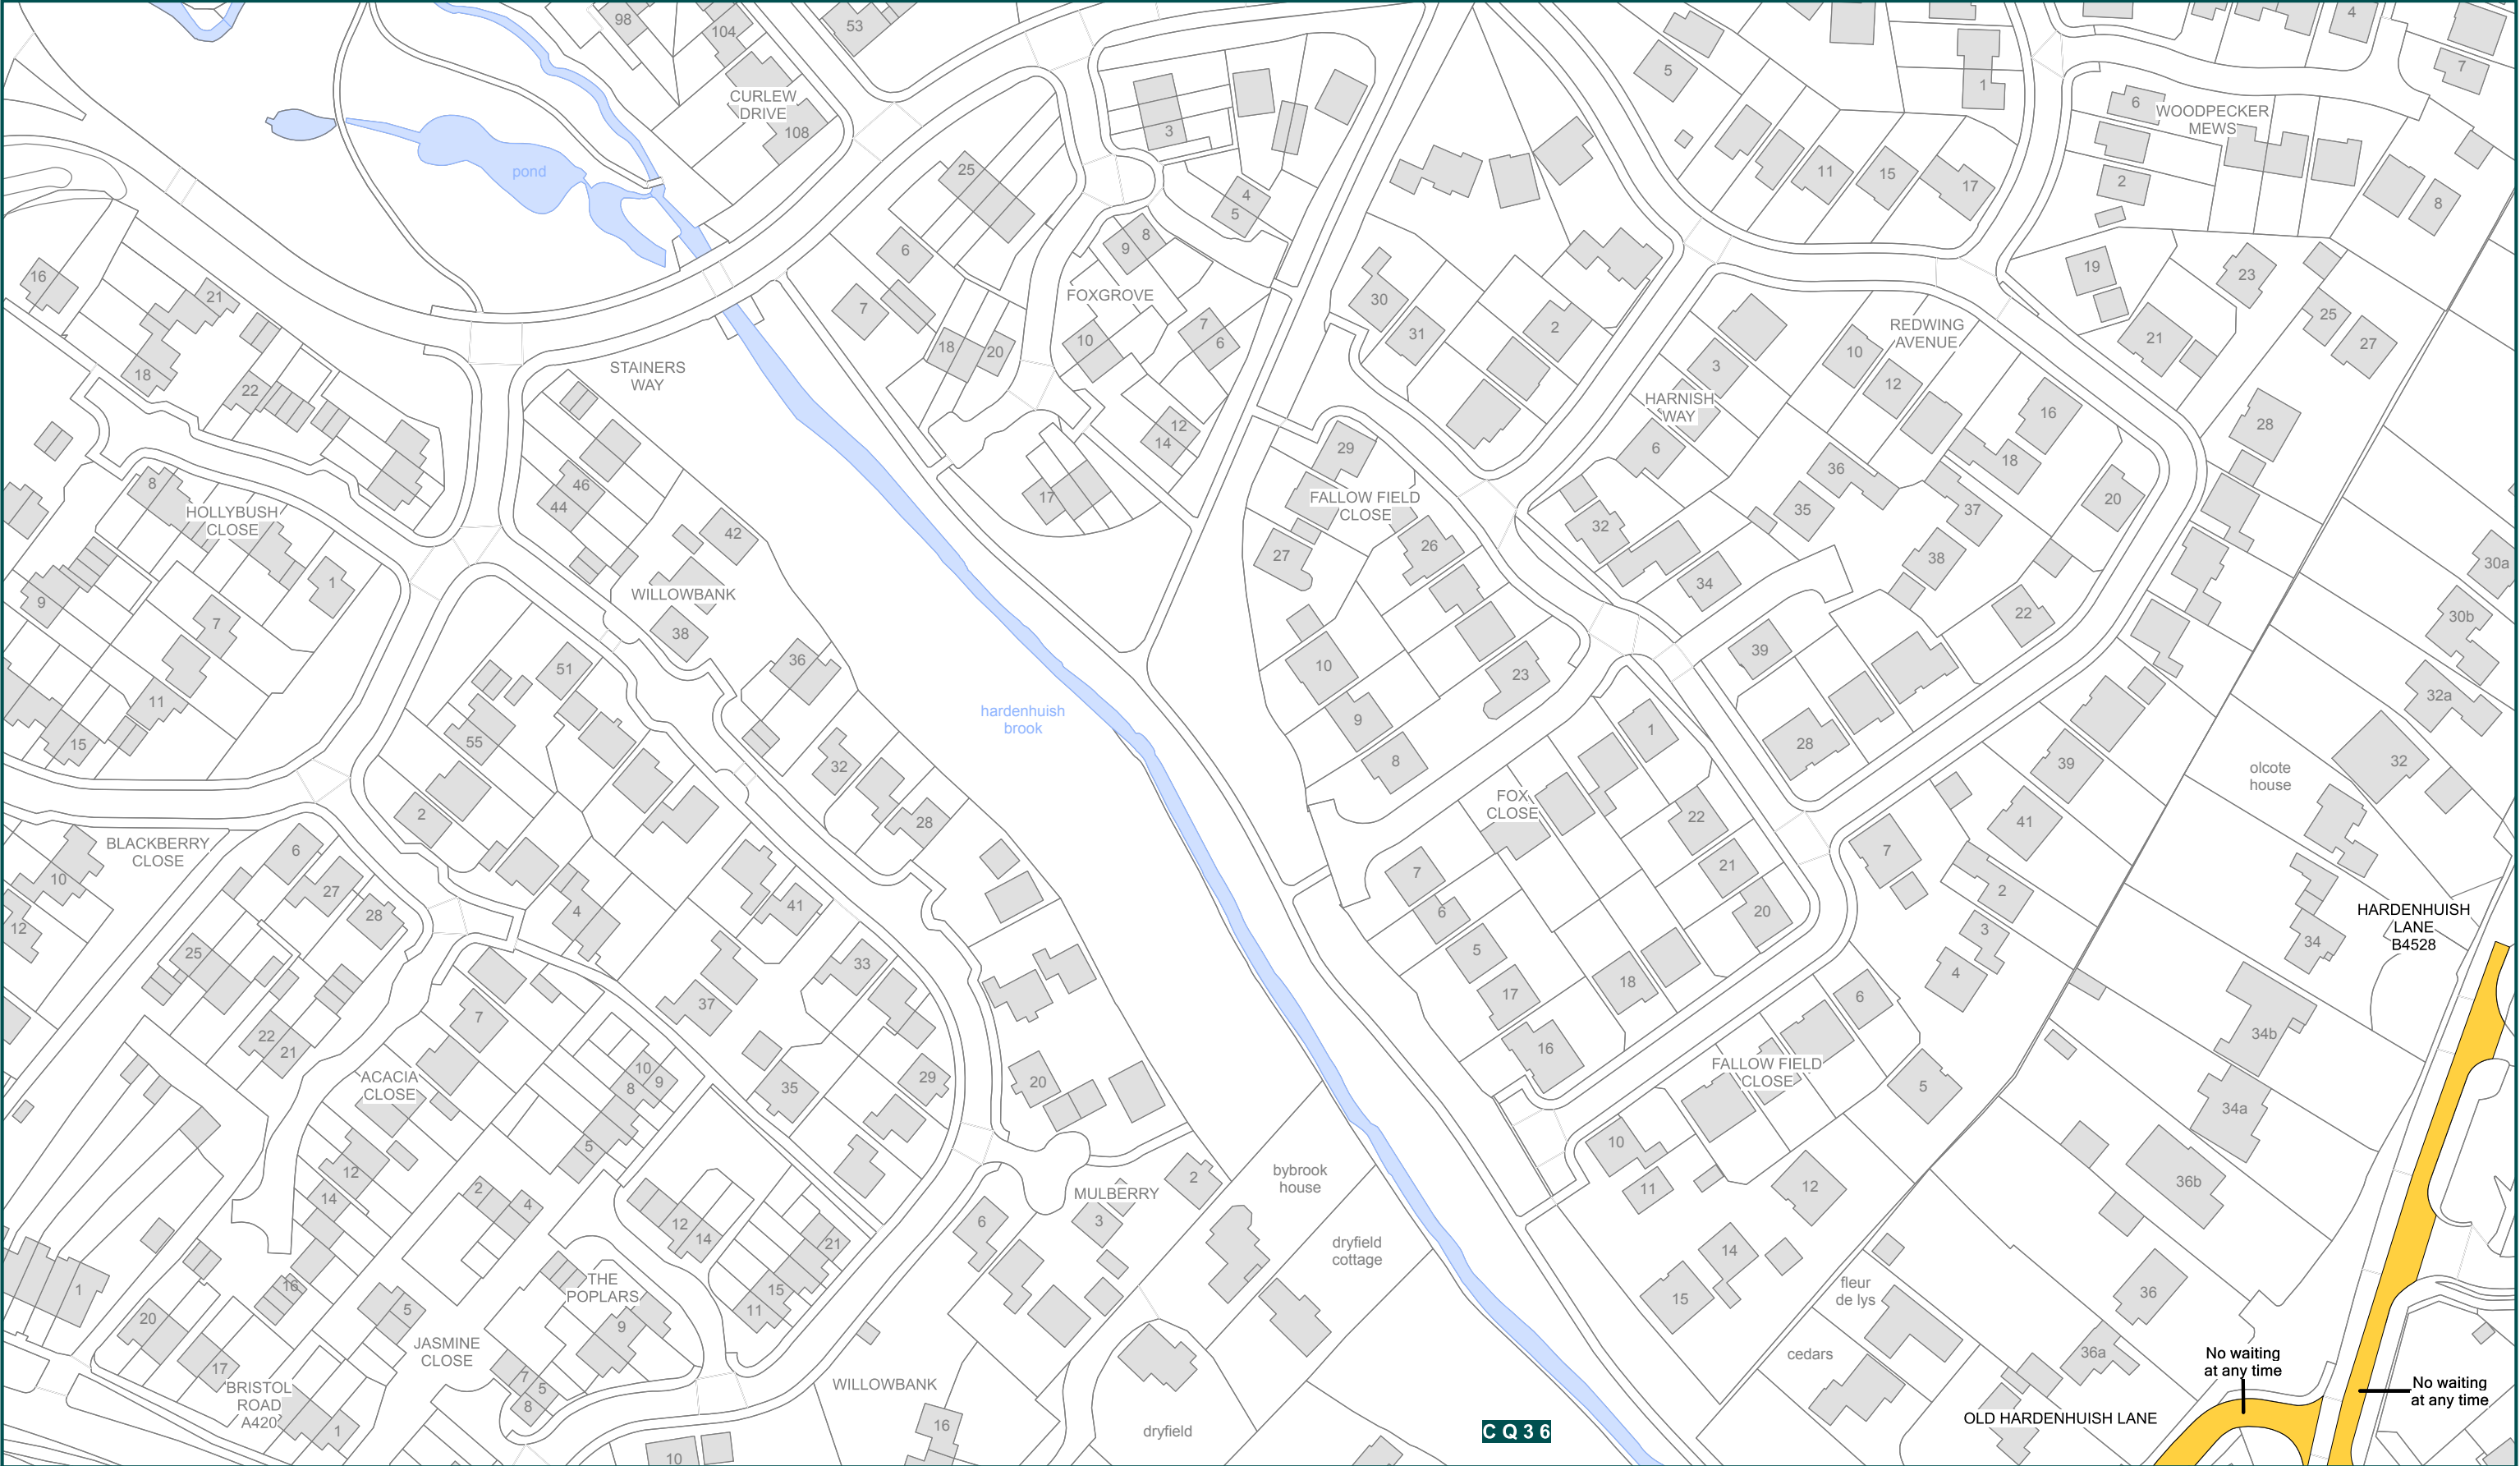 98
104
53
CURLEW
DRIVE
108
pond
3
25
4
5
8
9
6
7
FOXGROVE
18
20
10
7
6
12
14
17
5
1
4
7
6
WOODPECKER
MEWS
11
15
17
2
8
19
23
21
25
27
30
31
2
REDWING
AVENUE
10
12
3
HARNISH
WAY
6
16
18
28
36
35
37
20
32
38
34
22
39
28
30a
30b
32a
32
16
21
18
22
STAINERS
WAY
46
44
42
8
HOLLYBUSH
CLOSE
1
9
7
WILLOWBANK
38
36
51
55
11
15
32
28
2
hardenhuish
brook
29
FALLOW FIELD
CLOSE
27
26
10
23
9
8
1
FOX
CLOSE
22
7
21
6
20
5
17
18
16
39
41
7
2
3
4
6
olcote
house
HARDENHUISH
LANE
B4528
34
34b
34a
36b
BLACKBERRY
CLOSE
10
12
6
27
28
25
22
21
4
41
33
37
7
ACACIA
CLOSE
10
9
8
5
35
29
20
12
14
2
4
12
14
21
15
11
6
MULBERRY
3
2
bybrook
house
dryfield
cottage
FALLOW FIELD
CLOSE
5
10
11
12
14
15
fleur
de lys
cedars
36
36a
No waiting
at any time
No waiting
at any time
OLD HARDENHUISH LANE
1
20
17
16
5
THE
POPLARS
9
JASMINE
CLOSE
7
5
8
BRISTOL
ROAD
A420
1
WILLOWBANK
16
10
dryfield
C Q 3 6